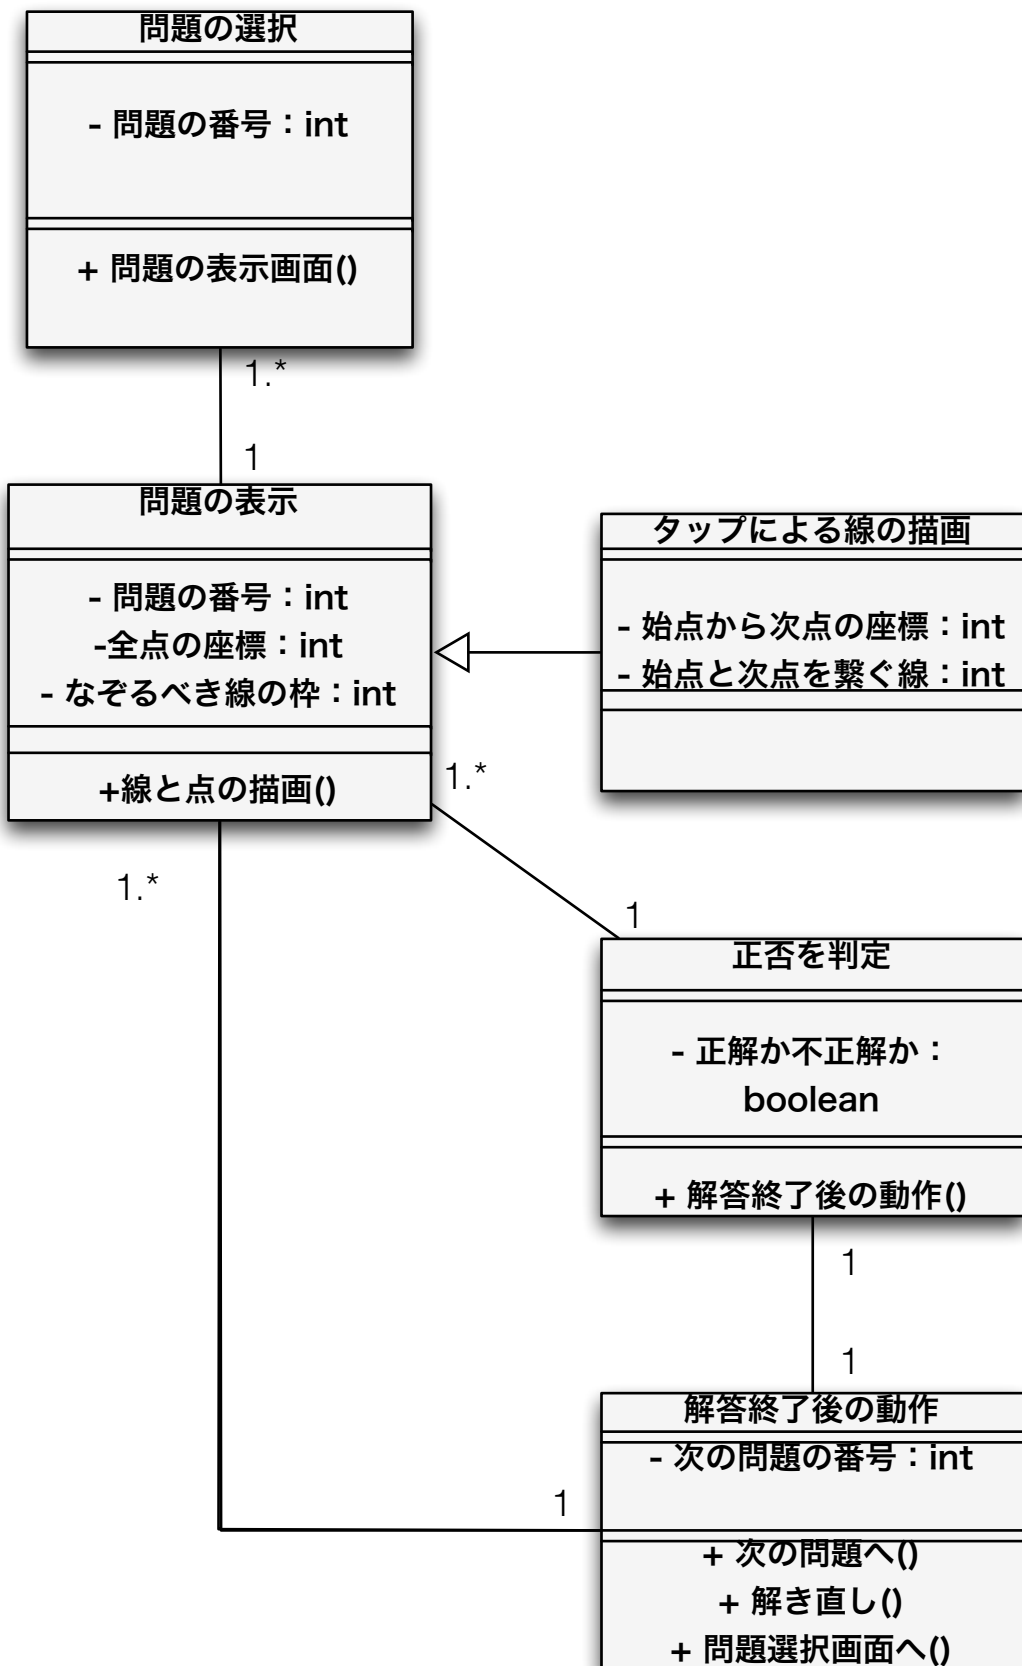 問題の選択
- 問題の番号：int
+ 問題の表示画面()
1.*
1
問題の表示
- 問題の番号：int
-全点の座標：int
- なぞるべき線の枠：int
+線と点の描画()
タップによる線の描画
- 始点から次点の座標：int
- 始点と次点を繋ぐ線：int
1.*
1.*
1
正否を判定
- 正解か不正解か：
boolean
+ 解答終了後の動作()
1
1
解答終了後の動作
- 次の問題の番号：int
1
+ 次の問題へ()
+ 解き直し()
+ 問題選択画面へ()